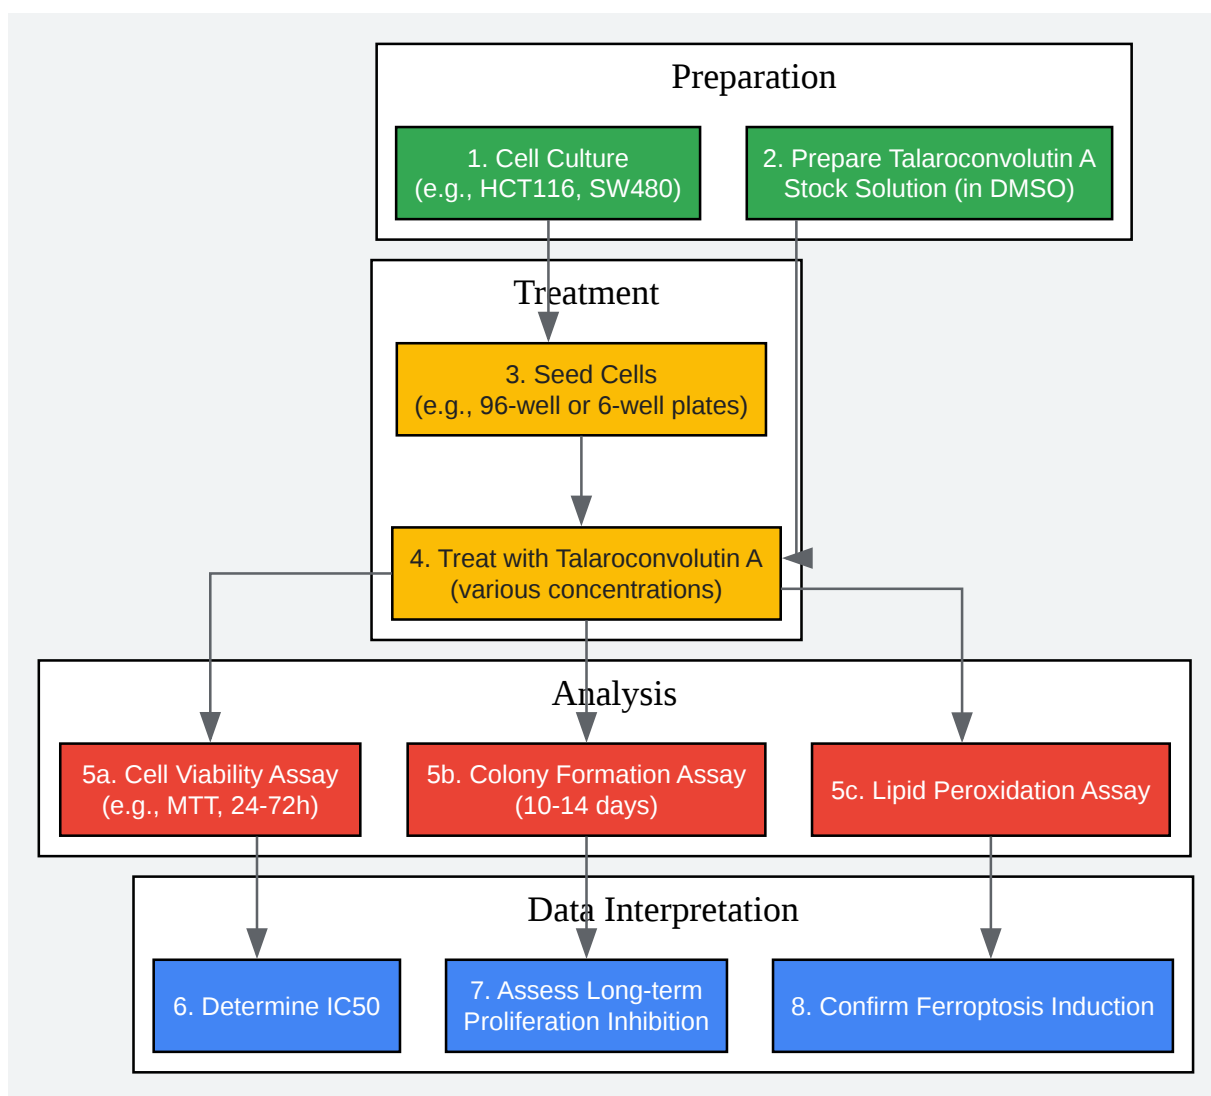 Preparation
1. Cell Culture
(e.g., HCT116, SW480)
2. Prepare Talaroconvolutin A
Stock Solution (in DMSO)
Treatment
3. Seed Cells
(e.g., 96-well or 6-well plates)
4. Treat with Talaroconvolutin A
(various concentrations)
Analysis
5a. Cell Viability Assay
(e.g., MTT, 24-72h)
5b. Colony Formation Assay
(10-14 days)
5c. Lipid Peroxidation Assay
Data Interpretation
6. Determine IC50
7. Assess Long-term
Proliferation Inhibition
8. Confirm Ferroptosis Induction